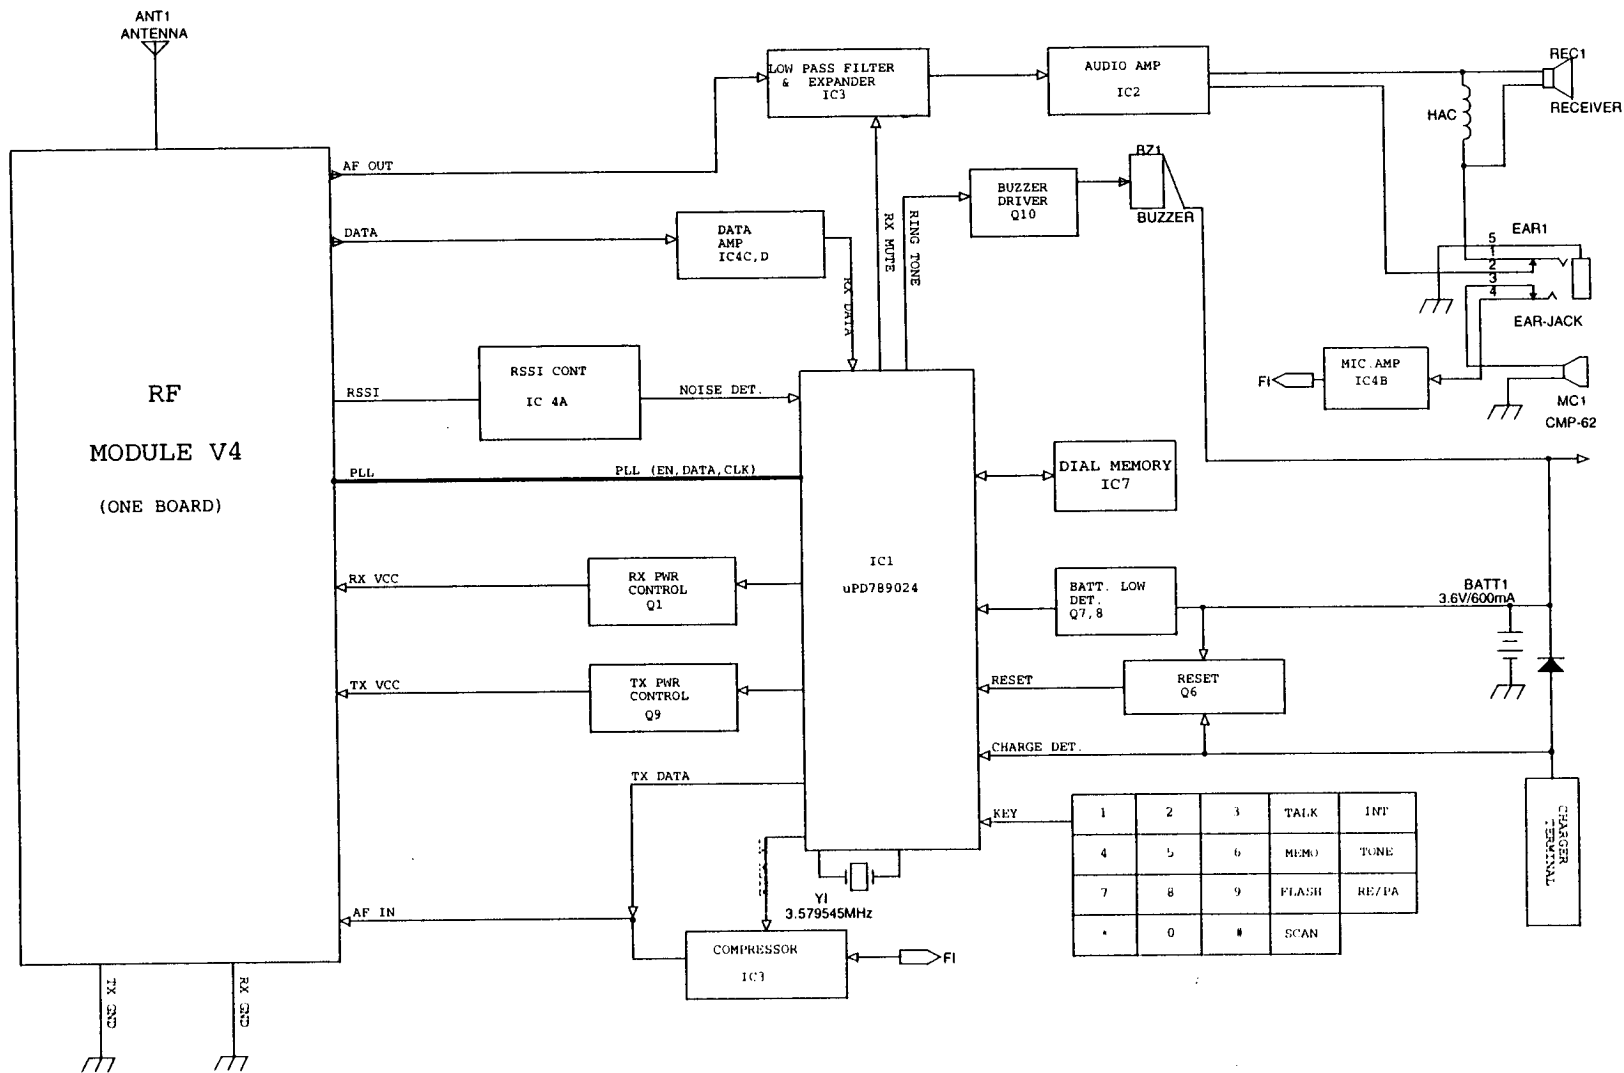 ANT1
ANTENNA
LOW PASS FILTER
& EXPANDER
IC3
AUDIO AMP
IC2
REC1
RECEIVER
HAC
AF OUT
BZ1
BUZZER
DRIVER
Q10
BUZZER
RX MUTE
RING TONE
DATA
DATA
AMP
IC4C,D
RX DATA
5
1
2
3
4
EAR1
EAR-JACK
RF
MODULE V4
(ONE BOARD)
RSSI
RSSI CONT
IC 4A
NOISE DET.
FI
MIC.AMP
IC4B
MC1
CMP-62
PLL
PLL (EN,DATA,CLK)
DIAL MEMORY
IC7
IC1
uPD789024
RX VCC
RX PWR
CONTROL
Q1
BATT. LOW
DET.
Q7,8
BATT1
3.6V/600mA
TX VCC
TX PWR
CONTROL
Q9
RESET
RESET
Q6
CHARGE DET.
TX DATA
KEY
1 2 3 TALK INT
4 5 6 MEMO TONE
7 8 9 FLASH RE/PA
* 0 # SCAN
CHARGER
TERMINAL
Y1
3.579545MHz
AF IN
COMPRESSOR
IC3
FI
TX GND
RX GND